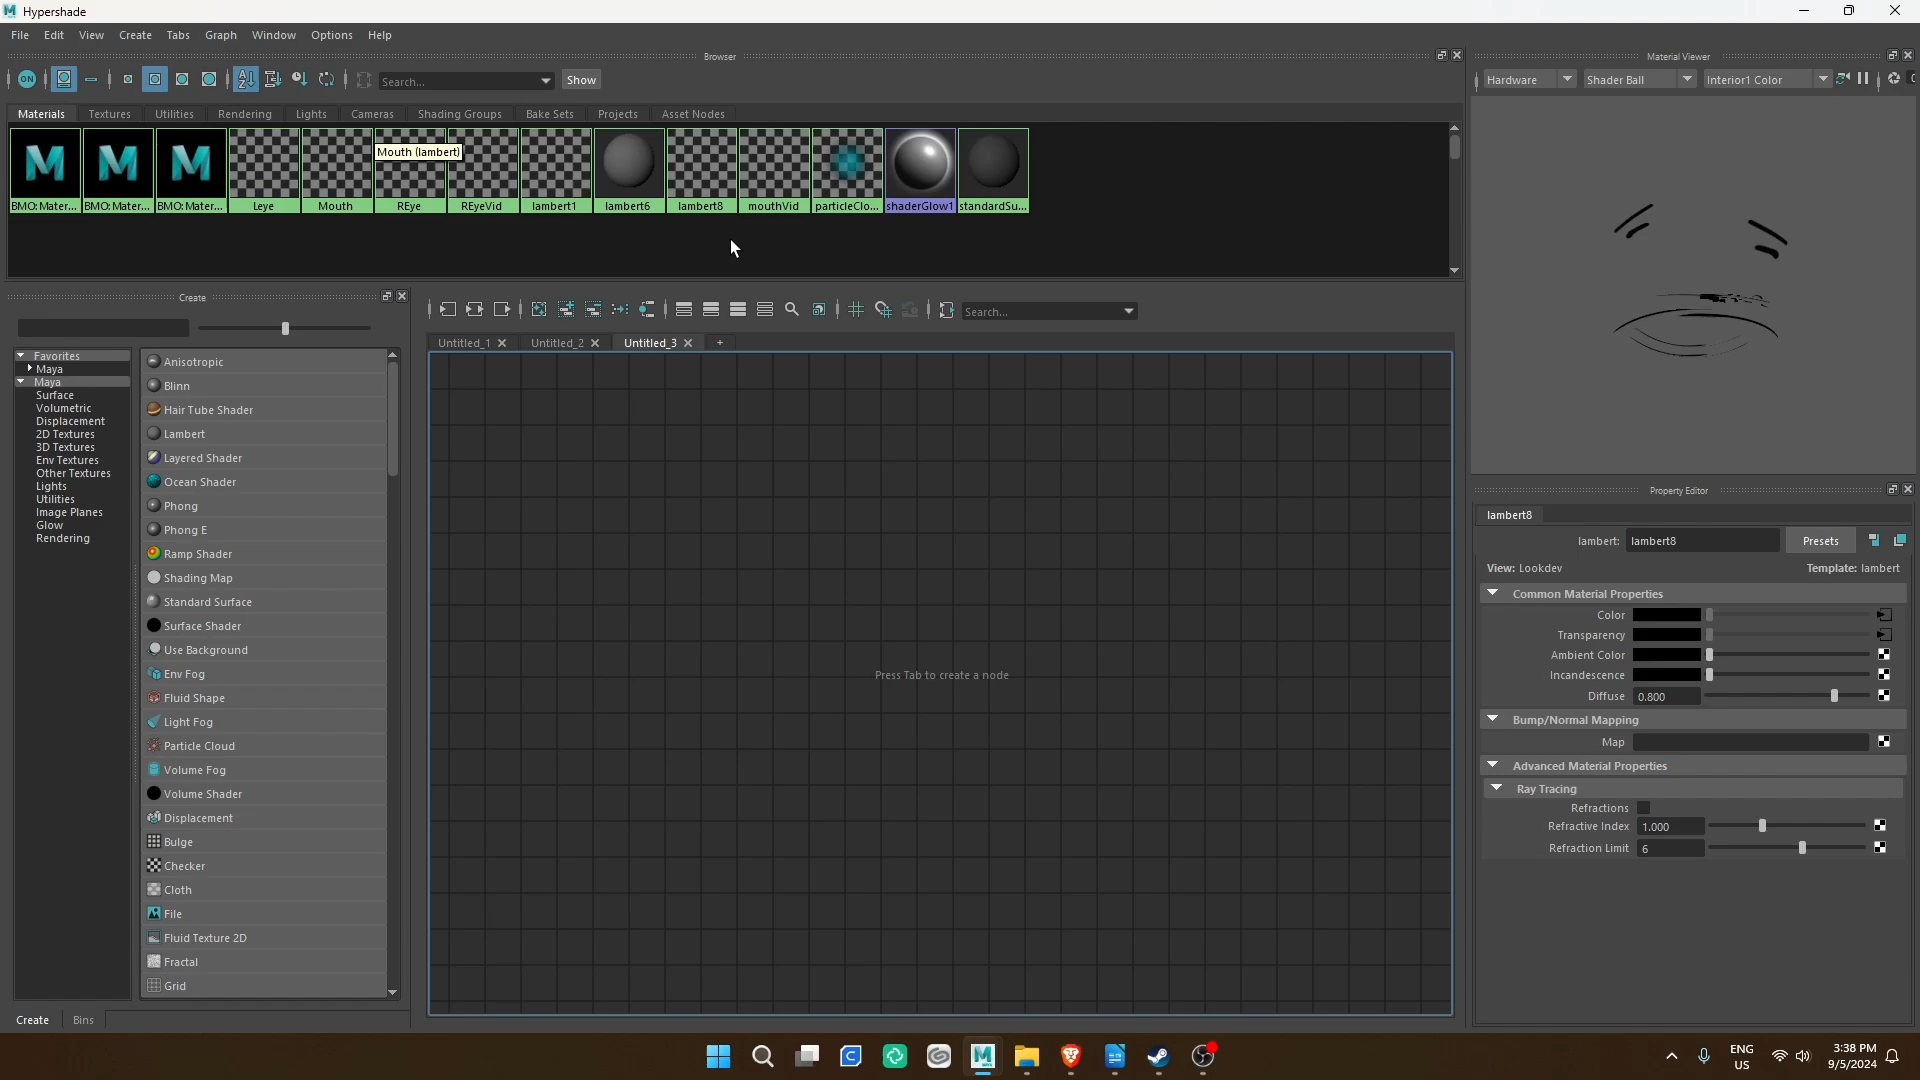 Hypershade
File Edit View Create Tabs Graph Window Options Help
Browser
ON
Search...
Show
Materials Textures Utilities Rendering Lights Cameras Shading Groups Bake Sets Projects Asset Nodes
Mouth (lambert)
BMO:Mater... BMO:Mater... BMO:Mater... Leye Mouth REye REyeVid lambert1 lambert6 lambert8 mouthVid particleClo... shaderGlow1 standardSu...
Material Viewer
Hardware Shader Ball Interior1 Color
Create
Favorites
Maya
Maya
Surface
Volumetric
Displacement
2D Textures
3D Textures
Env Textures
Other Textures
Lights
Utilities
Image Planes
Glow
Rendering
Anisotropic
Blinn
Hair Tube Shader
Lambert
Layered Shader
Ocean Shader
Phong
Phong E
Ramp Shader
Shading Map
Standard Surface
Surface Shader
Use Background
Env Fog
Fluid Shape
Light Fog
Particle Cloud
Volume Fog
Volume Shader
Displacement
Bulge
Checker
Cloth
File
Fluid Texture 2D
Fractal
Grid
Create Bins
Search...
Untitled_1 Untitled_2 Untitled_3 +
Press Tab to create a node
Property Editor
lambert8
lambert: lambert8 Presets
View: Lookdev Template: lambert
Common Material Properties
Color
Transparency
Ambient Color
Incandescence
Diffuse 0.800
Bump/Normal Mapping
Map
Advanced Material Properties
Ray Tracing
Refractions
Refractive Index 1.000
Refraction Limit 6
ENG
US
3:38 PM
9/5/2024